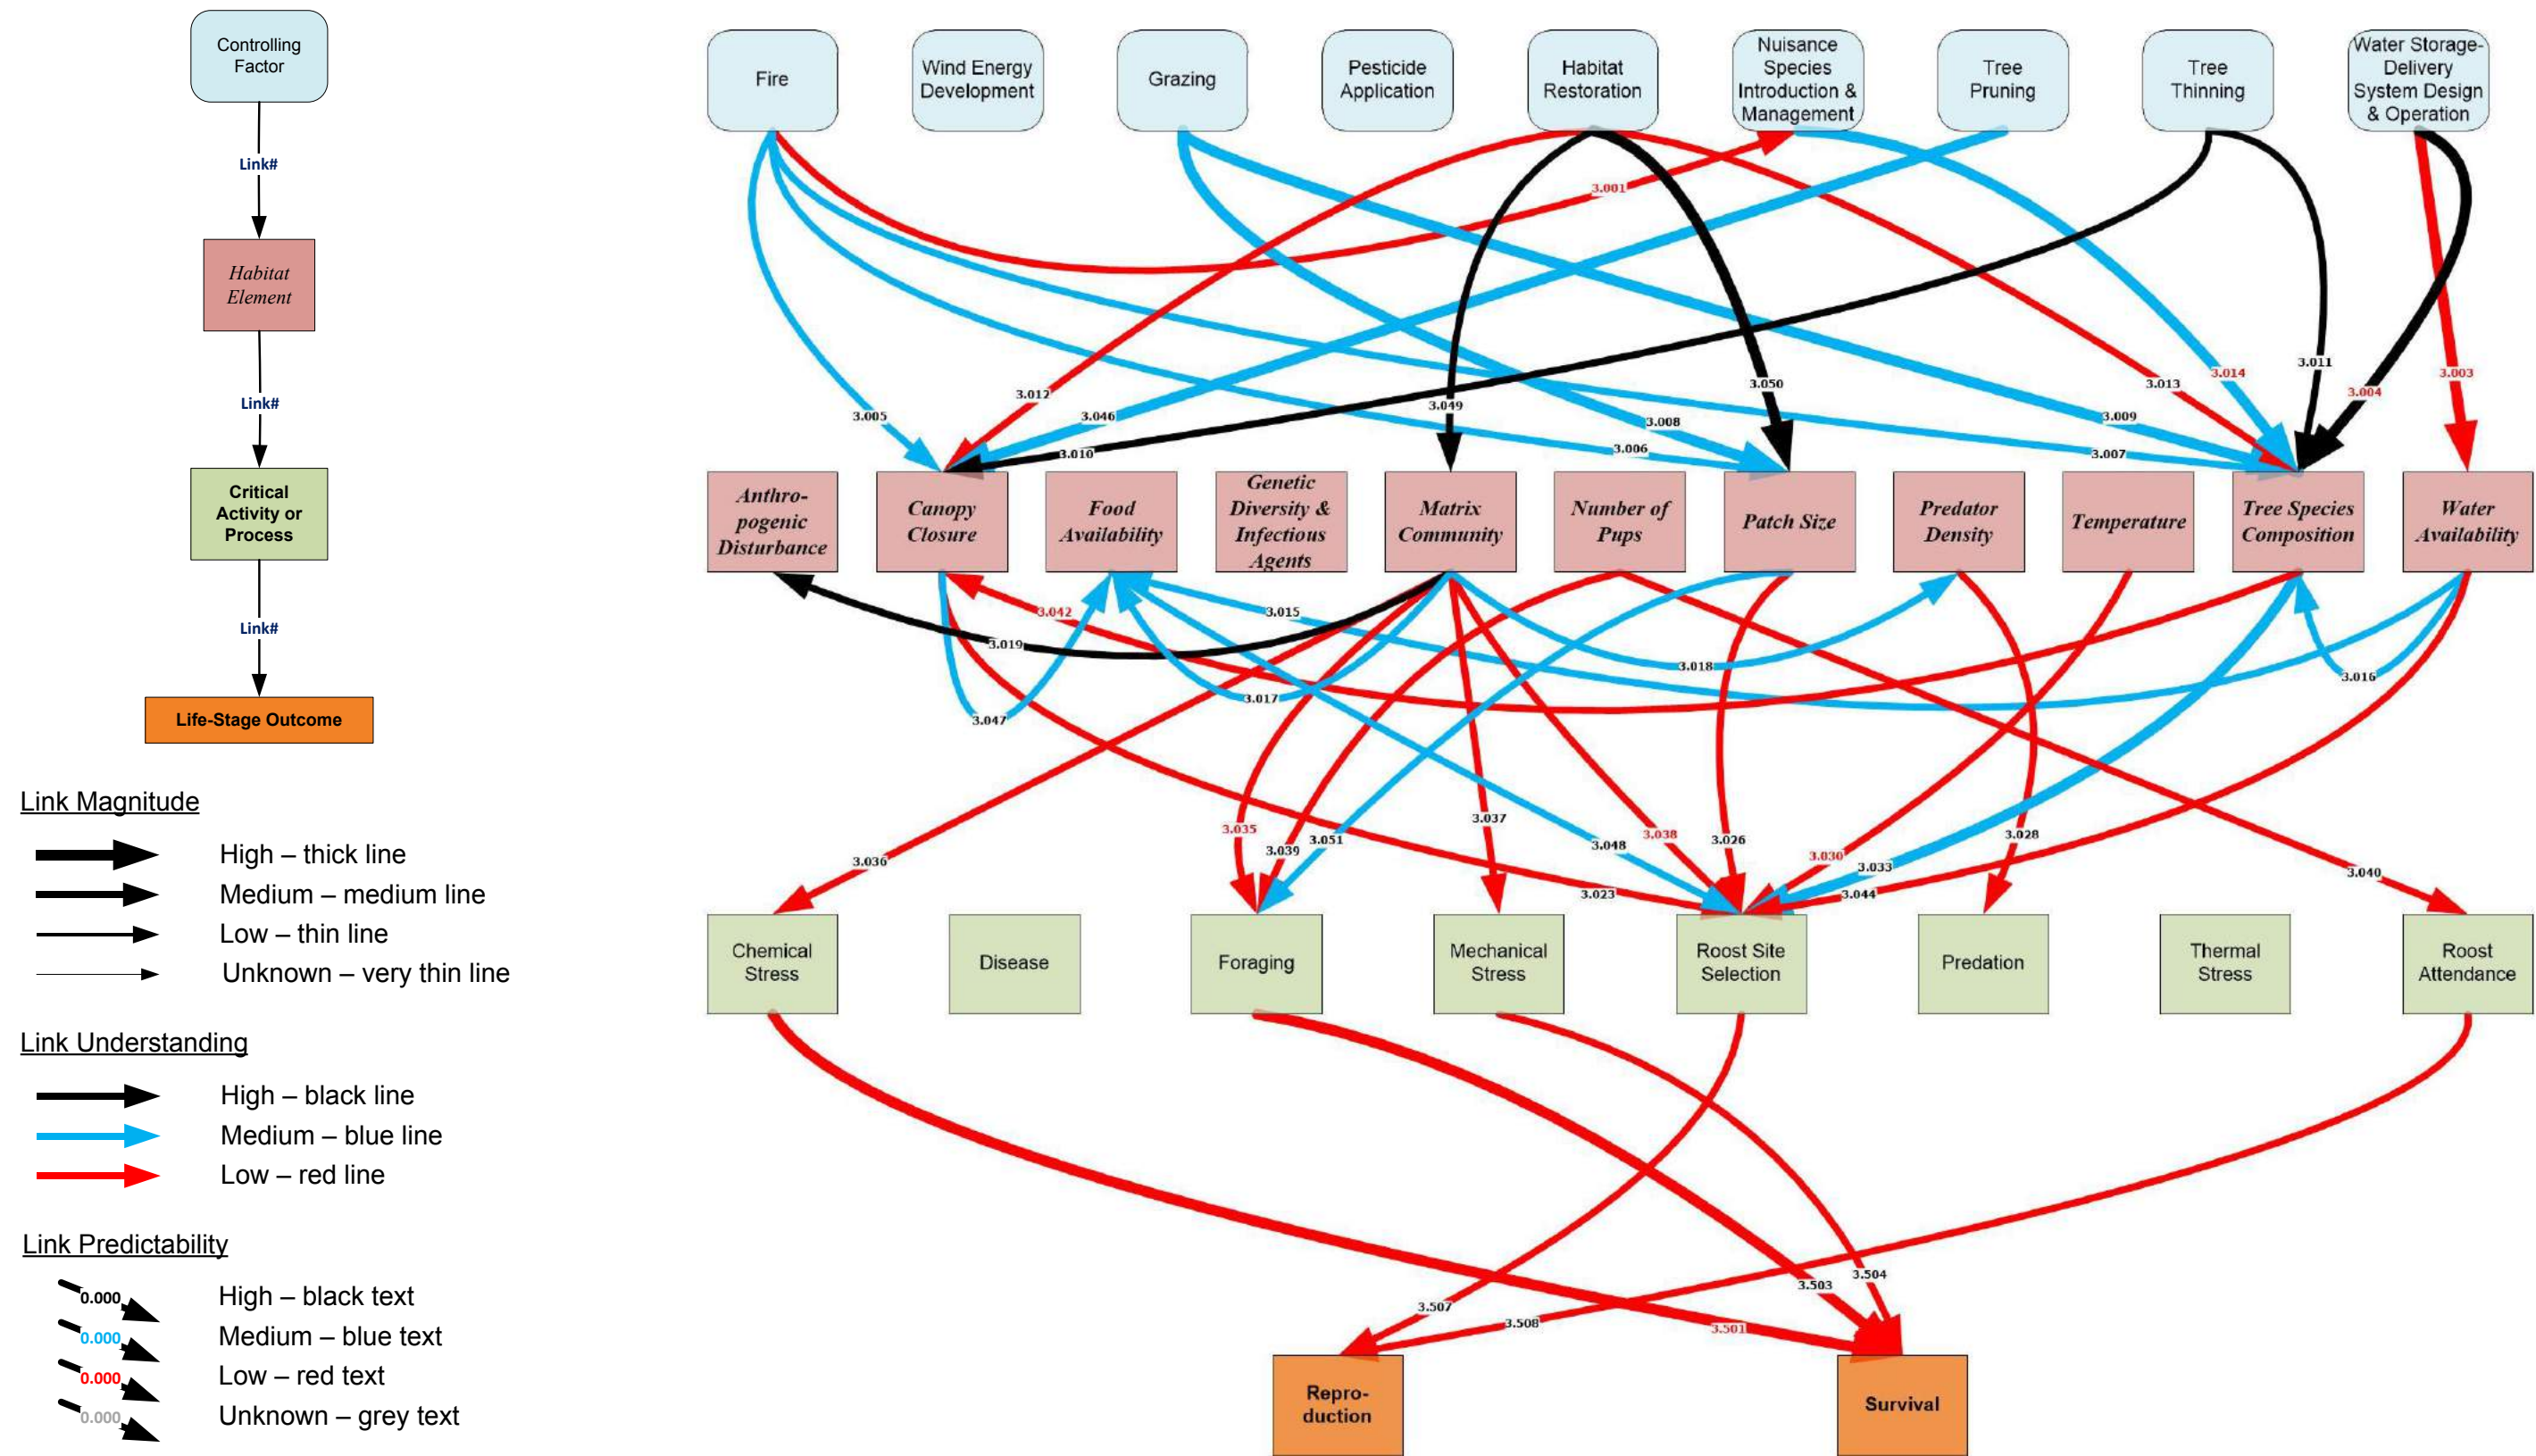 Controlling
Factor
Link#
Habitat
Element
Link#
Critical
Activity or
Process
Link#
Life-Stage Outcome
Link Magnitude
High – thick line
Medium – medium line
Low – thin line
Unknown – very thin line
Link Understanding
High – black line
Medium – blue line
Low – red line
Link Predictability
0.000
High – black text
0.000
Medium – blue text
0.000
Low – red text
0.000
Unknown – grey text
Fire
Wind Energy
Development
Grazing
Pesticide
Application
Habitat
Restoration
Nuisance
Species
Introduction &
Management
Tree
Pruning
Tree
Thinning
Water Storage-
Delivery
System Design
& Operation
3.001
3.011
3.014
3.003
3.013
3.050
3.004
3.012
3.049
3.005
3.046
3.009
3.008
3.006
3.010
3.007
Anthro-
pogenic
Disturbance
Canopy
Closure
Food
Availability
Genetic
Diversity &
Infectious
Agents
Matrix
Community
Number of
Pups
Patch Size
Predator
Density
Temperature
Tree Species
Composition
Water
Availability
3.042
3.015
3.019
3.018
3.016
3.017
3.047
3.037
3.035
3.038
3.028
3.051
3.026
3.048
3.039
3.030
3.036
3.033
3.040
3.023
3.044
Chemical
Stress
Disease
Foraging
Mechanical
Stress
Roost Site
Selection
Predation
Thermal
Stress
Roost
Attendance
3.504
3.503
3.507
3.508
3.501
Repro-
duction
Survival